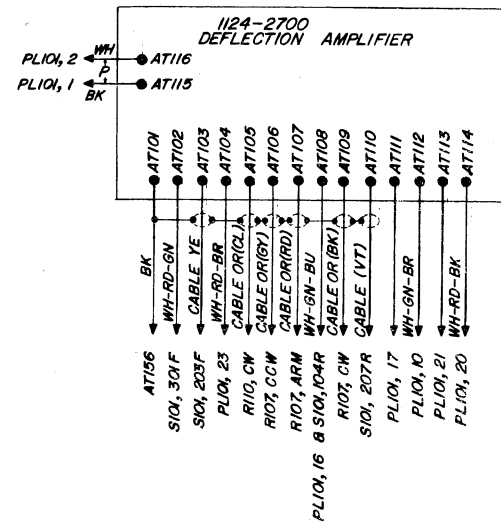 1124-2700
DEFLECTION AMPLIFIER
PL101, 2
WH
AT116
P
PL101, 1
BK
AT115
AT101
AT102
AT103
AT104
AT105
AT106
AT107
AT108
AT109
AT110
AT111
AT112
AT113
AT114
BK
WH-RD-GN
CABLE YE
WH-RD-BR
CABLE OR(CL)
CABLE OR(GY)
CABLE OR(RD)
WH-GN-BU
CABLE OR(BK)
CABLE (VT)
WH-GN-BR
WH-RD-BK
AT156
S101, 301F
S101, 203F
PL101, 23
R110, CW
R107, CCW
R107, ARM
PL101, 16 & S101, 104R
R107, CW
S101, 207R
PL101, 17
PL101, 10
PL101, 21
PL101, 20